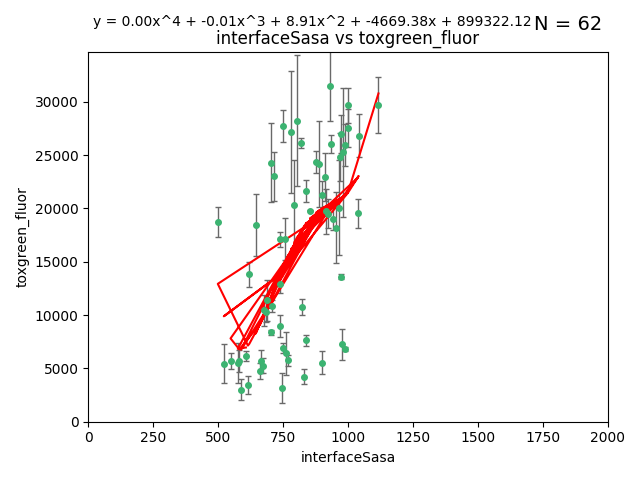 y = 0.00x^4 + -0.01x^3 + 8.91x^2 + -4669.38x + 899322.12 N = 62
interfaceSasa vs toxgreen_fluor
toxgreen_fluor
30000
25000
20000
15000
10000
5000
0
0 250 500 750 1000 1250 1500 1750 2000
interfaceSasa